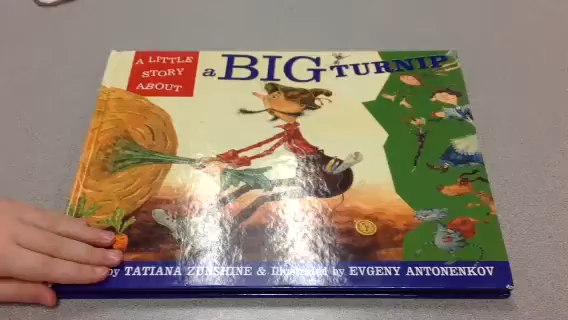 A LITTLE
STORY
ABOUT
a BIG TURNIP
by TATIANA ZUNSHINE & Illustrated by EVGENY ANTONENKOV